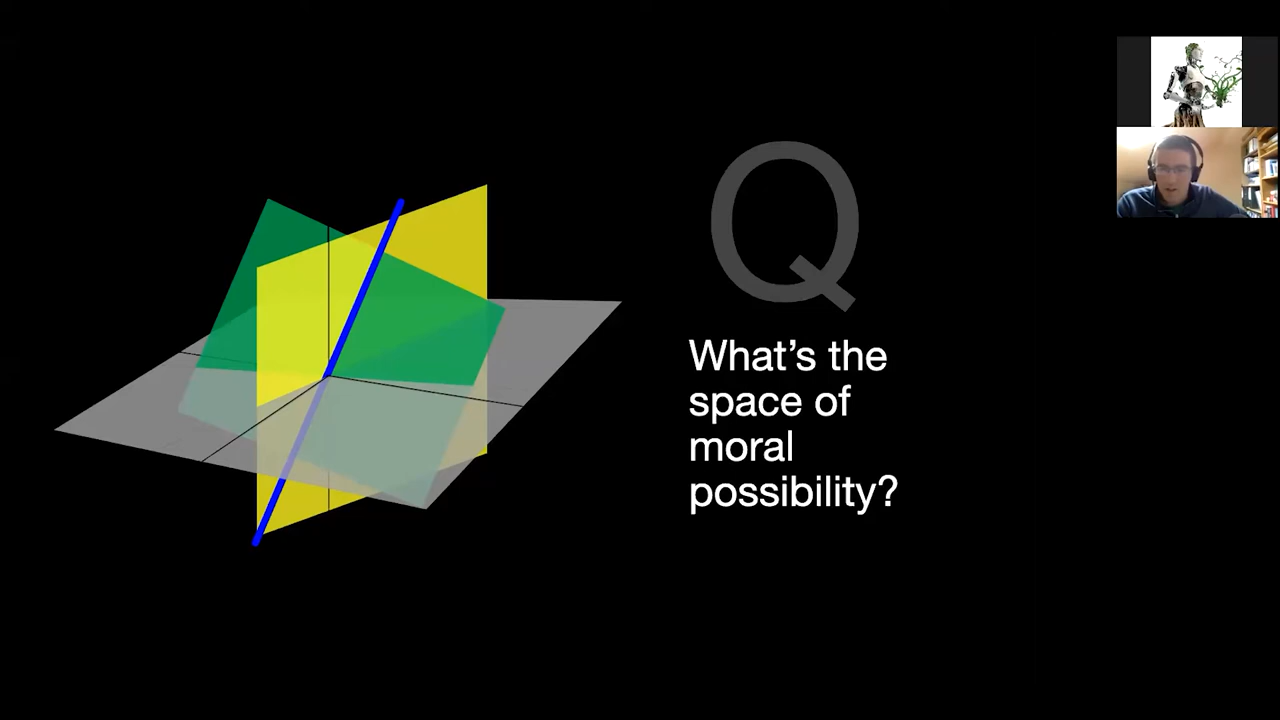 Q
What’s the
space of
moral
possibility?